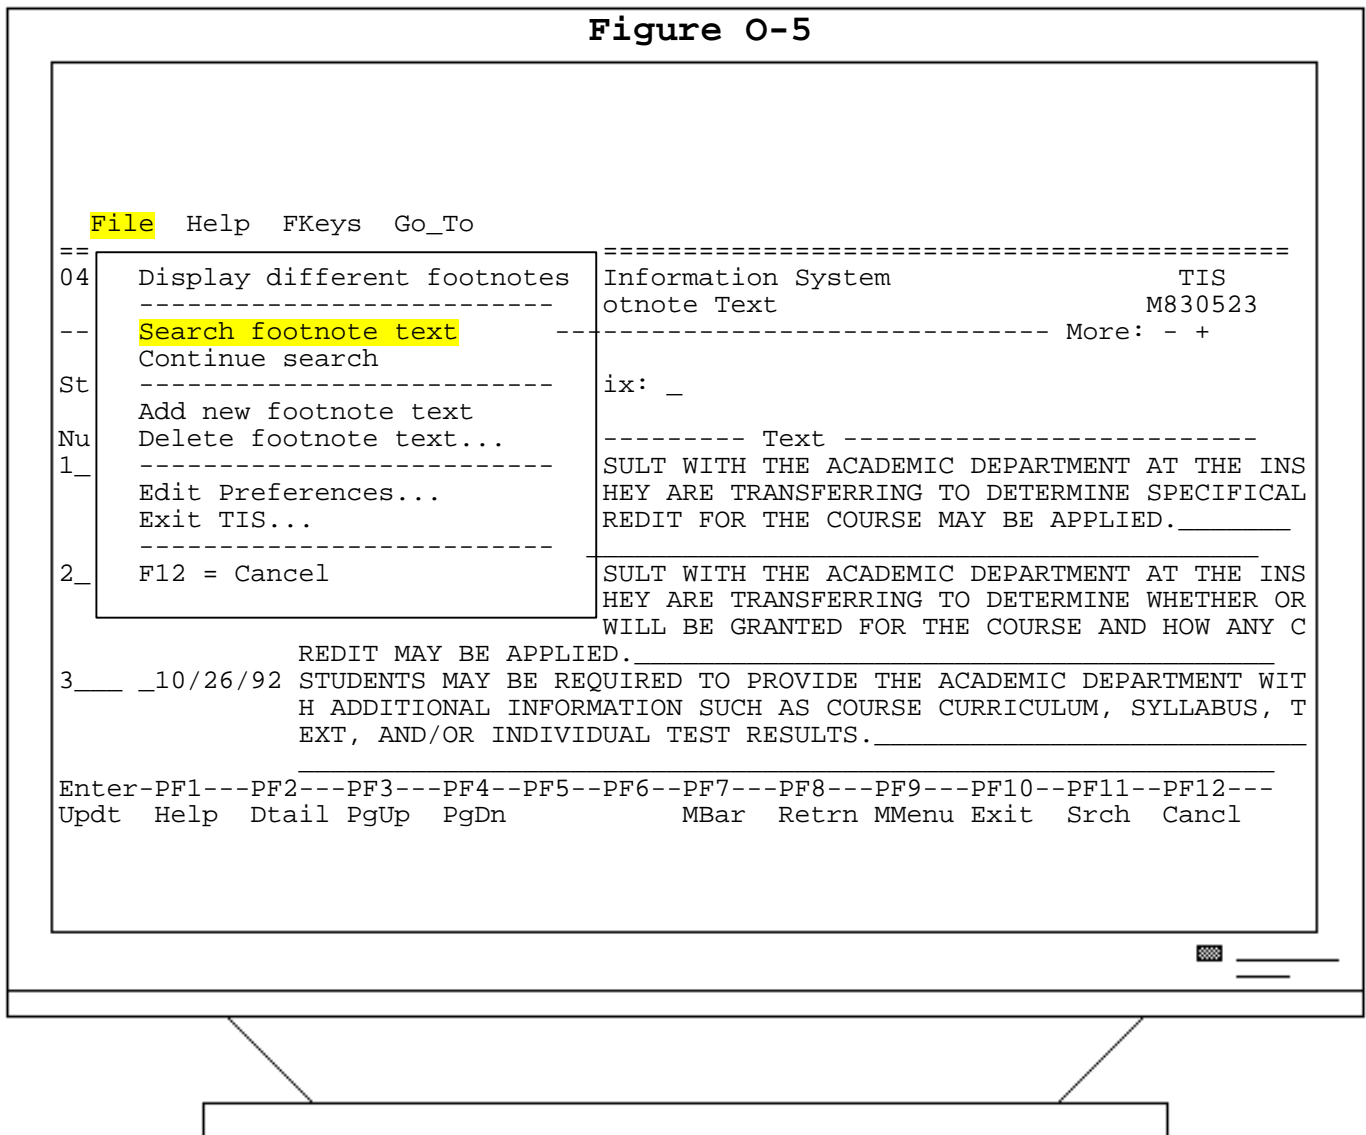 Figure O-5
File Help FKeys Go_To
== ===========================================
04 Display different footnotes Information System TIS
-------------------------- otnote Text M830523
-- Search footnote text ------------------------------- More: - +
Continue search
St -------------------------- ix: _
Add new footnote text
Nu Delete footnote text... --------- Text --------------------------
1_ -------------------------- SULT WITH THE ACADEMIC DEPARTMENT AT THE INS
Edit Preferences... HEY ARE TRANSFERRING TO DETERMINE SPECIFICAL
Exit TIS... REDIT FOR THE COURSE MAY BE APPLIED._______
-------------------------- __________________________________________
2_ F12 = Cancel SULT WITH THE ACADEMIC DEPARTMENT AT THE INS
HEY ARE TRANSFERRING TO DETERMINE WHETHER OR
WILL BE GRANTED FOR THE COURSE AND HOW ANY C
REDIT MAY BE APPLIED.________________________________________
3___ _10/26/92 STUDENTS MAY BE REQUIRED TO PROVIDE THE ACADEMIC DEPARTMENT WIT
H ADDITIONAL INFORMATION SUCH AS COURSE CURRICULUM, SYLLABUS, T
EXT, AND/OR INDIVIDUAL TEST RESULTS.___________________________
_____________________________________________________________
Enter-PF1---PF2---PF3---PF4--PF5--PF6--PF7---PF8---PF9---PF10--PF11--PF12---
Updt Help Dtail PgUp PgDn MBar Retrn MMenu Exit Srch Cancl